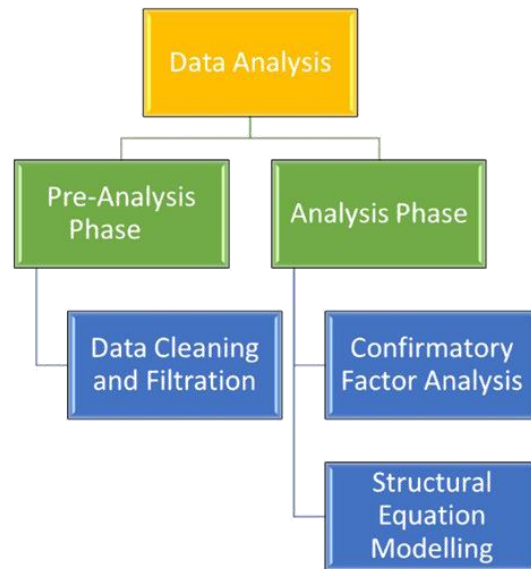 Data Analysis
Pre-Analysis
Phase
Analysis Phase
Data Cleaning
and Filtration
Confirmatory
Factor Analysis
Structural
Equation
Modelling